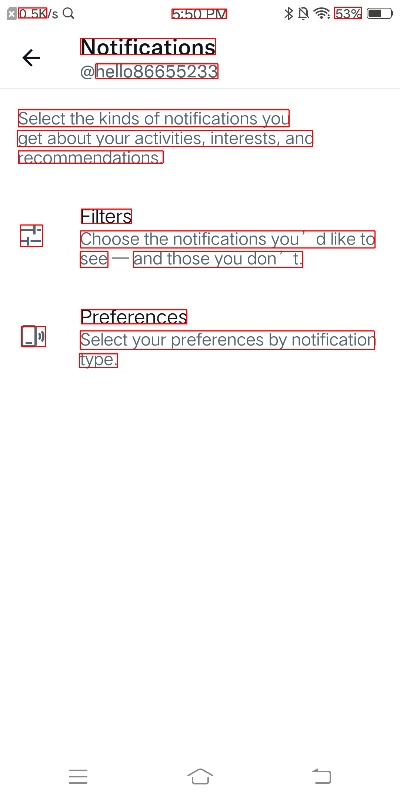 0.5K/s 5:50 PM 53%
Notifications
@hello86655233
Select the kinds of notifications you
get about your activities, interests, and
recommendations.
Filters
Choose the notifications you’d like to
see — and those you don’t.
Preferences
Select your preferences by notification
type.